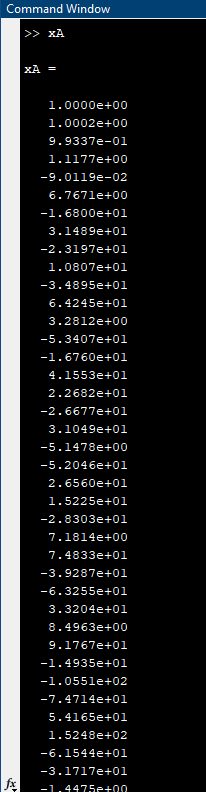 Command Window
>> xA
xA =
1.0000e+00
1.0002e+00
9.9337e-01
1.1177e+00
-9.0119e-02
6.7671e+00
-1.6800e+01
3.1489e+01
-2.3197e+01
1.0807e+01
-3.4895e+01
6.4245e+01
3.2812e+00
-5.3407e+01
-1.6760e+01
4.1553e+01
2.2682e+01
-2.6677e+01
3.1049e+01
-5.1478e+00
-5.2046e+01
2.6560e+01
1.5225e+01
-2.8303e+01
7.1814e+00
7.4833e+01
-3.9287e+01
-6.3255e+01
3.3204e+01
8.4963e+00
9.1767e+01
-1.4935e+01
-1.0551e+02
-7.4714e+01
5.4165e+01
1.5248e+02
-6.1544e+01
-3.1717e+01
fx -1.4475e+00